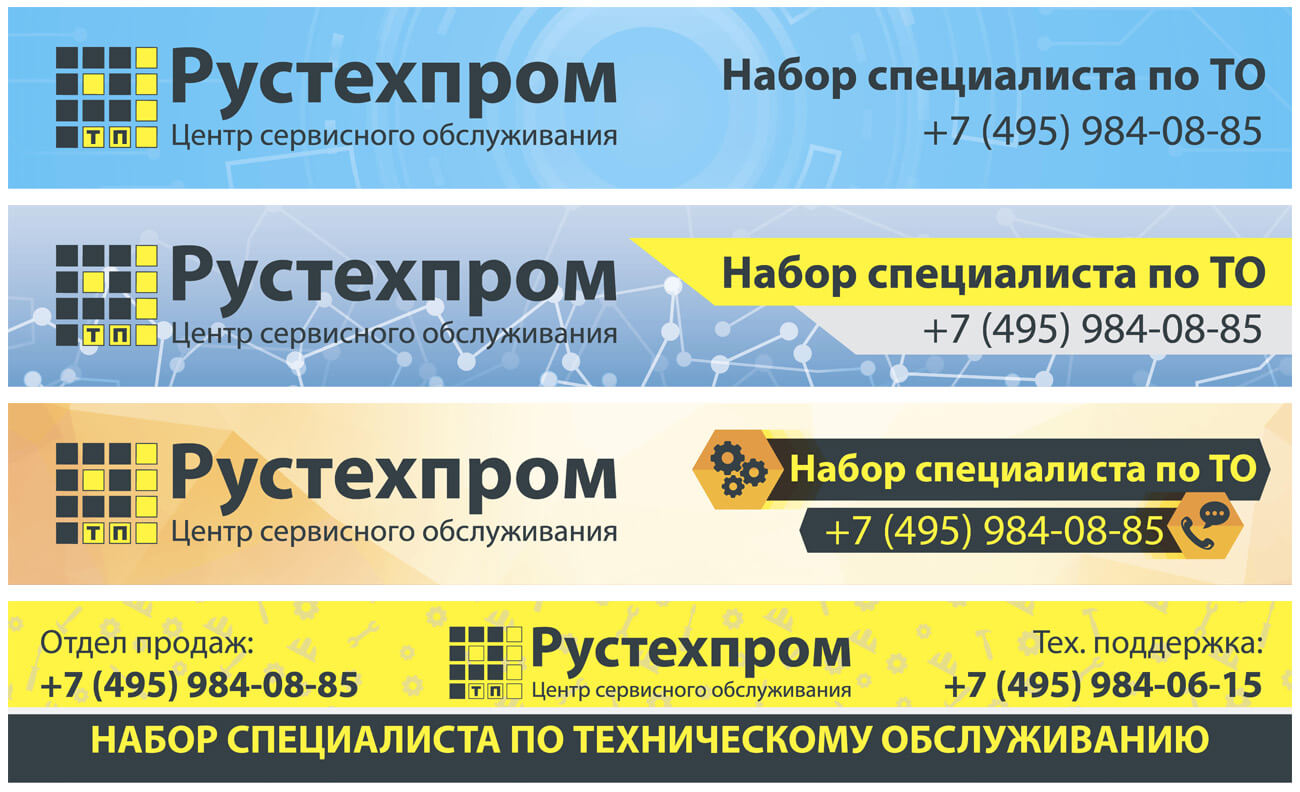 Рустехпром
Центр сервисного обслуживания
ТП
Набор специалиста по ТО
+7 (495) 984-08-85
Рустехпром
Центр сервисного обслуживания
ТП
Набор специалиста по ТО
+7 (495) 984-08-85
Рустехпром
Центр сервисного обслуживания
ТП
Набор специалиста по ТО
+7 (495) 984-08-85
Отдел продаж:
+7 (495) 984-08-85
Рустехпром
Центр сервисного обслуживания
ТП
Тех. поддержка:
+7 (495) 984-06-15
НАБОР СПЕЦИАЛИСТА ПО ТЕХНИЧЕСКОМУ ОБСЛУЖИВАНИЮ